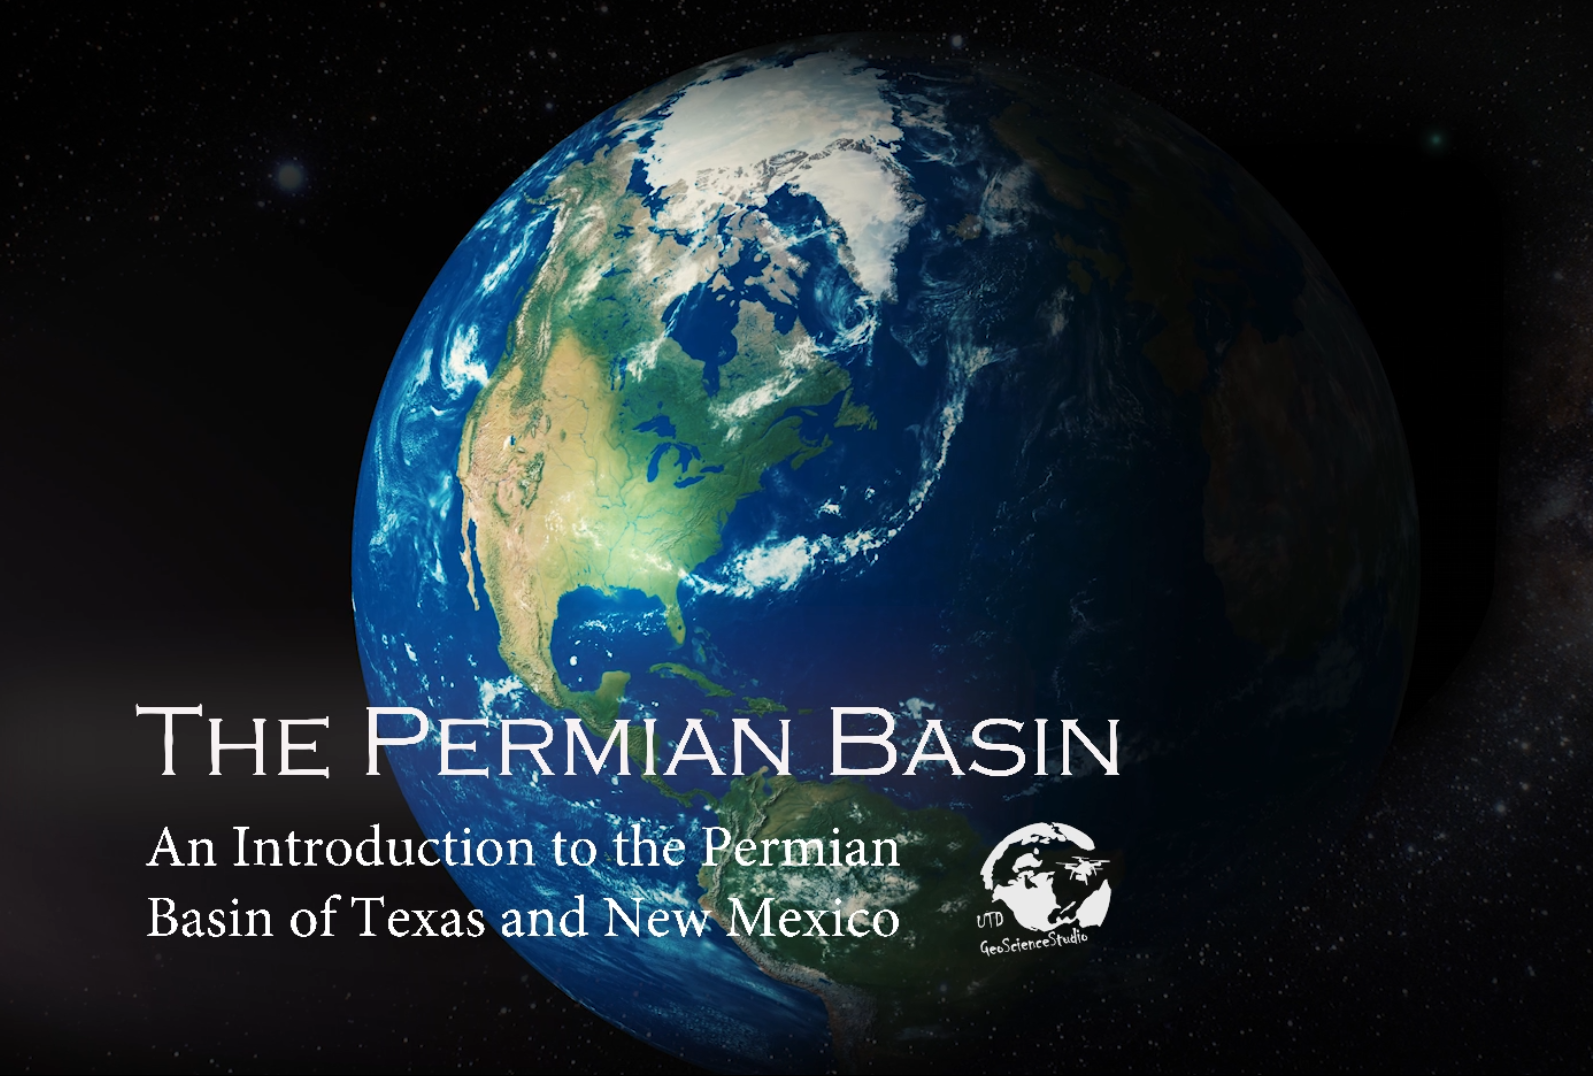 THE PERMIAN BASIN
An Introduction to the Permian
Basin of Texas and New Mexico
UTD
GeoScienceStudio